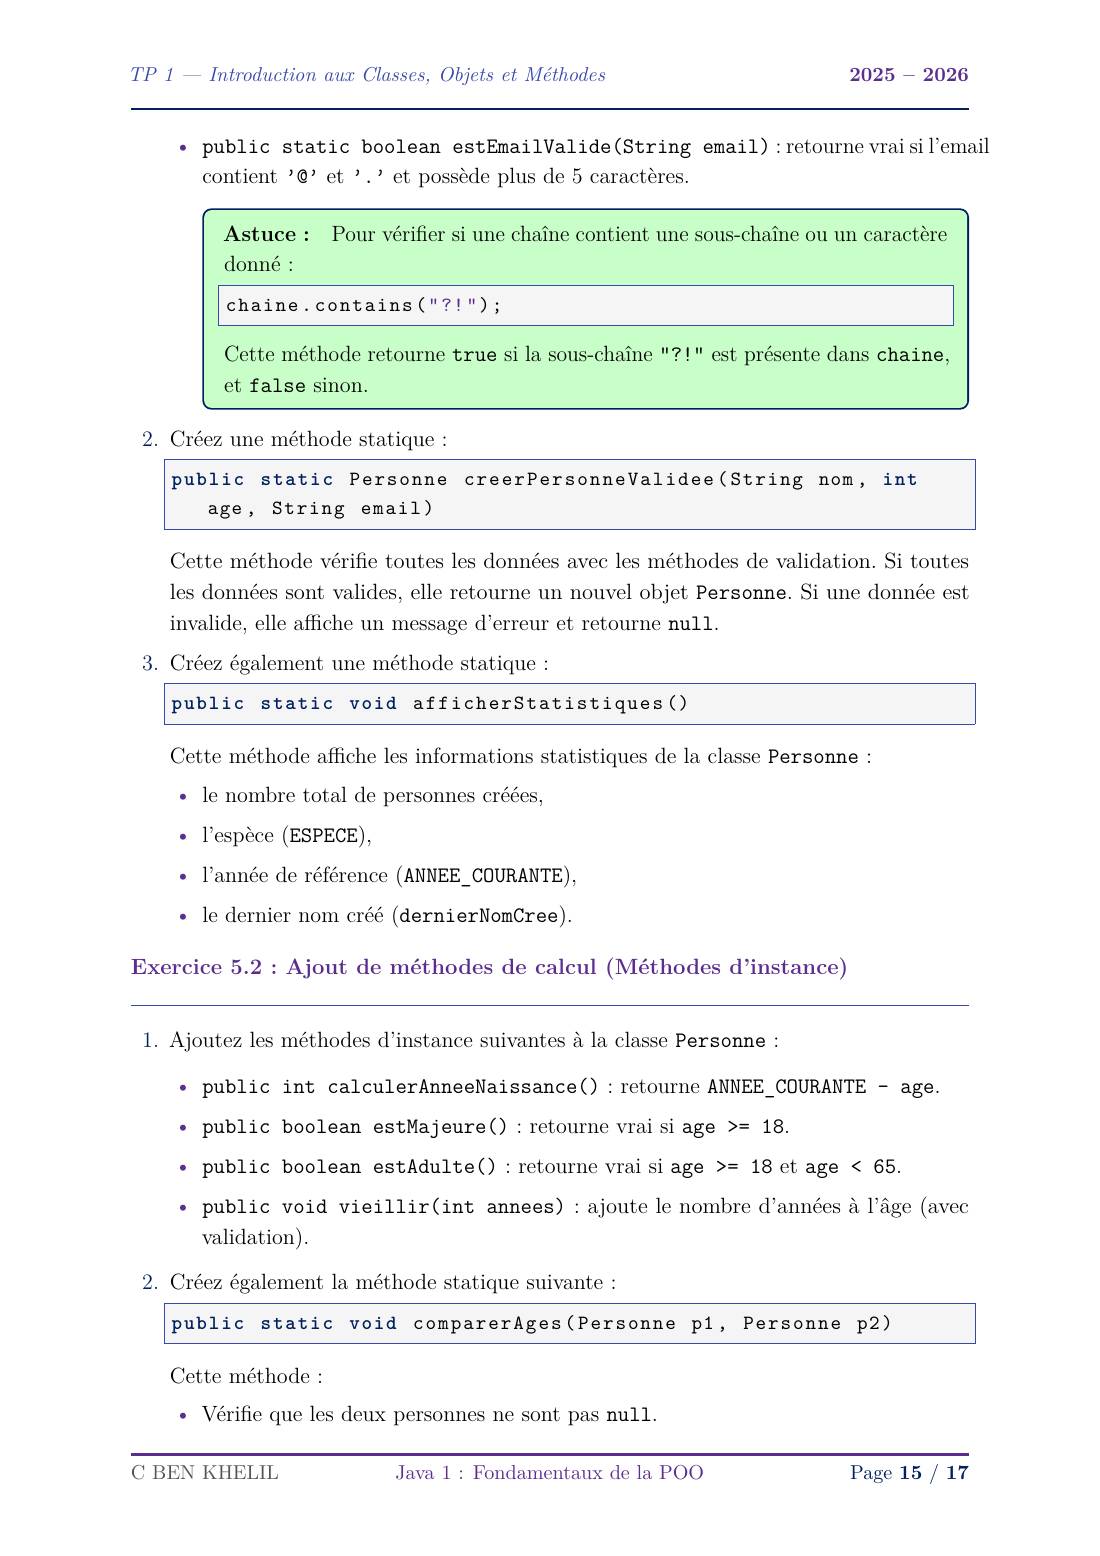 TP 1 — Introduction aux Classes, Objets et Méthodes 2025 – 2026
• public static boolean estEmailValide(String email) : retourne vrai si l'email
contient '@' et '.' et possède plus de 5 caractères.
Astuce : Pour vérifier si une chaîne contient une sous-chaîne ou un caractère
donné :
chaine.contains("?!");
Cette méthode retourne true si la sous-chaîne "?!" est présente dans chaine,
et false sinon.
2. Créez une méthode statique :
public static Personne creerPersonneValidee(String nom, int
age, String email)
Cette méthode vérifie toutes les données avec les méthodes de validation. Si toutes
les données sont valides, elle retourne un nouvel objet Personne. Si une donnée est
invalide, elle affiche un message d'erreur et retourne null.
3. Créez également une méthode statique :
public static void afficherStatistiques()
Cette méthode affiche les informations statistiques de la classe Personne :
• le nombre total de personnes créées,
• l'espèce (ESPECE),
• l'année de référence (ANNEE_COURANTE),
• le dernier nom créé (dernierNomCree).
Exercice 5.2 : Ajout de méthodes de calcul (Méthodes d'instance)
1. Ajoutez les méthodes d'instance suivantes à la classe Personne :
• public int calculerAnneeNaissance() : retourne ANNEE_COURANTE - age.
• public boolean estMajeure() : retourne vrai si age >= 18.
• public boolean estAdulte() : retourne vrai si age >= 18 et age < 65.
• public void vieillir(int annees) : ajoute le nombre d'années à l'âge (avec
validation).
2. Créez également la méthode statique suivante :
public static void comparerAges(Personne p1, Personne p2)
Cette méthode :
• Vérifie que les deux personnes ne sont pas null.
C BEN KHELIL Java 1 : Fondamentaux de la POO Page 15 / 17